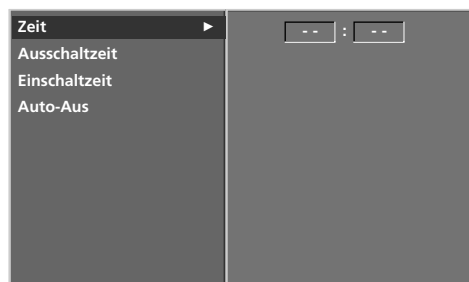 Zeit ► -- : --
Ausschaltzeit
Einschaltzeit
Auto-Aus